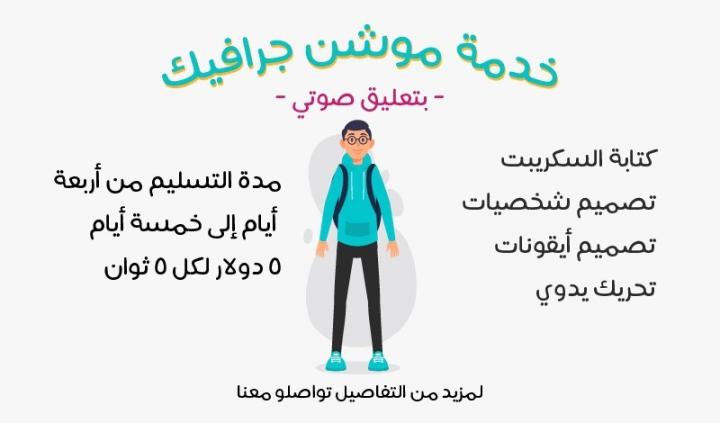 خدمة موشن جرافيك
- بتعليق صوتي -
كتابة السكريبت
تصميم شخصيات
تصميم أيقونات
تحريك يدوي
مدة التسليم من أربعة
أيام إلى خمسة أيام
٥ دولار لكل ٥ ثوان
لمزيد من التفاصيل تواصلو معنا